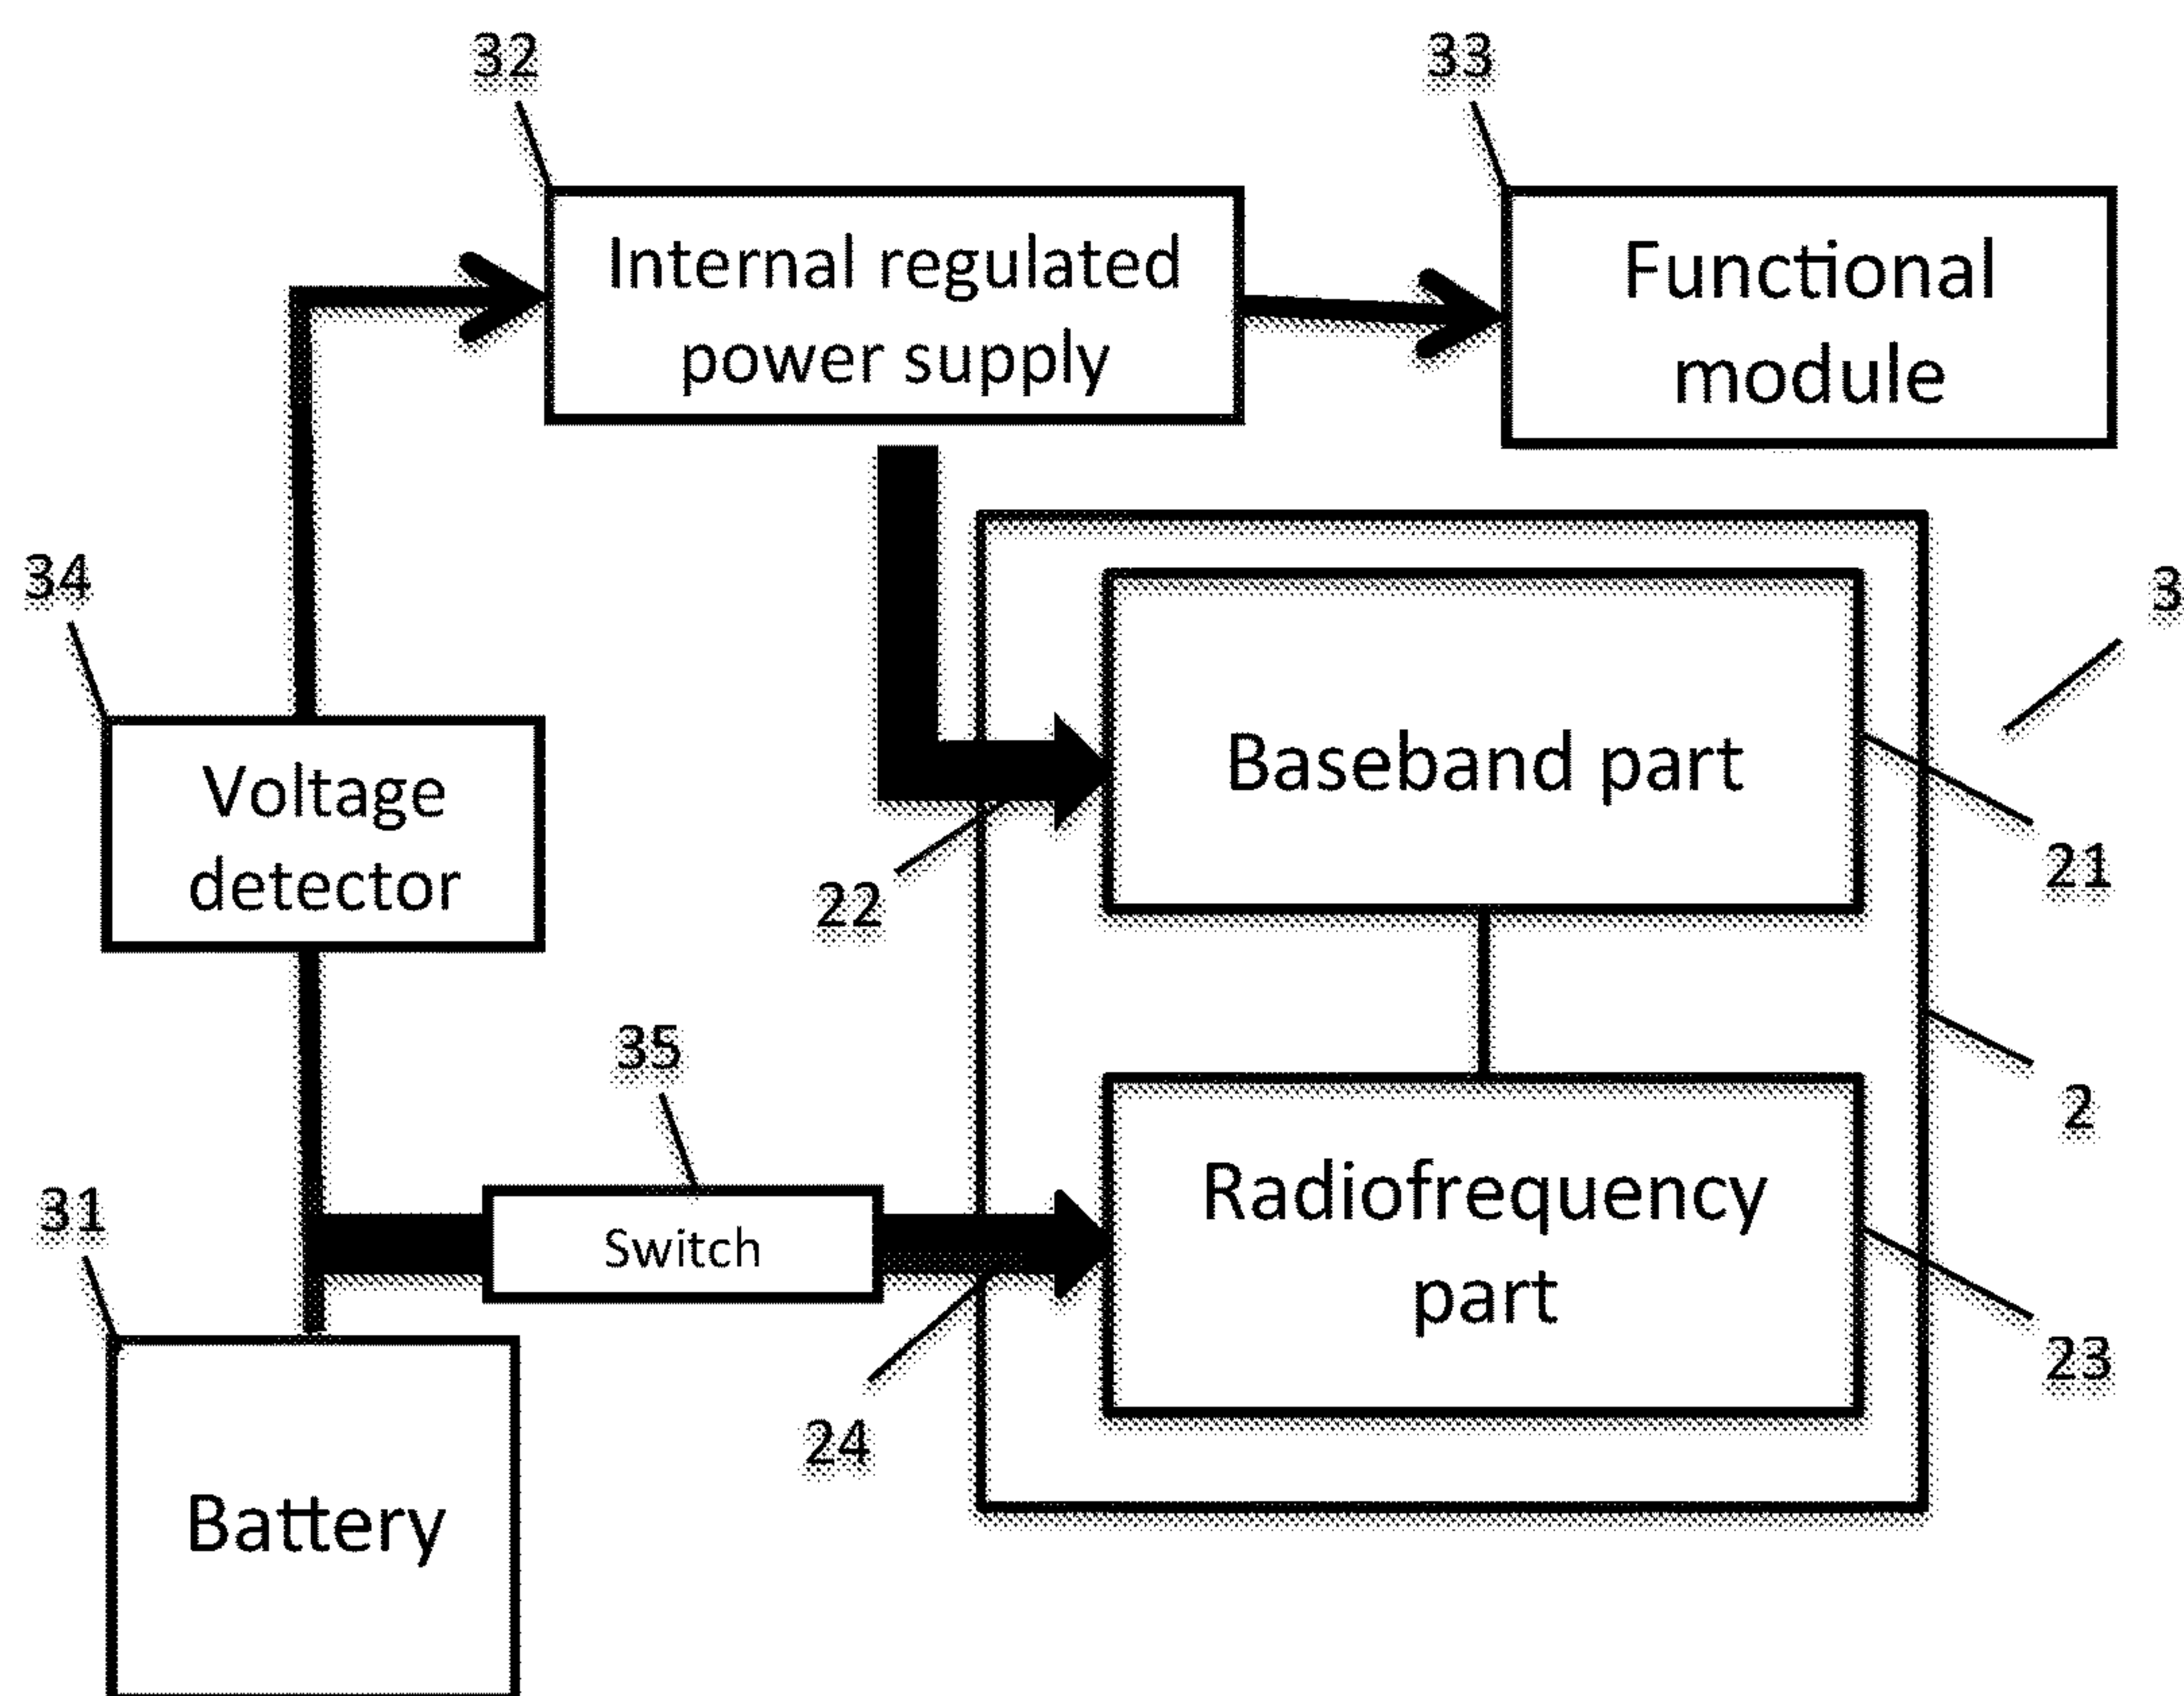 32
33
Internal regulated
power supply
Functional
module
34
3
Voltage
detector
Baseband part
21
22
35
2
31
Switch
Radiofrequency
part
24
23
Battery